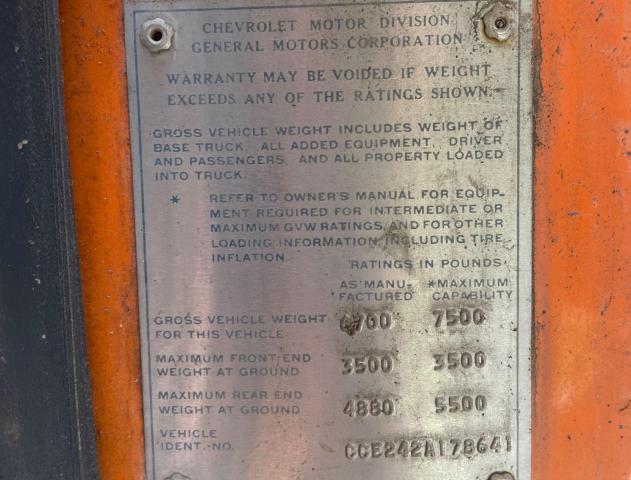 CHEVROLET MOTOR DIVISION
GENERAL MOTORS CORPORATION
WARRANTY MAY BE VOIDED IF WEIGHT
EXCEEDS ANY OF THE RATINGS SHOWN.
GROSS VEHICLE WEIGHT INCLUDES WEIGHT OF
BASE TRUCK, ALL ADDED EQUIPMENT, DRIVER
AND PASSENGERS, AND ALL PROPERTY LOADED
INTO TRUCK.
* REFER TO OWNER'S MANUAL FOR EQUIP-
MENT REQUIRED FOR INTERMEDIATE OR
MAXIMUM GVW RATINGS, AND FOR OTHER
LOADING INFORMATION, INCLUDING TIRE
INFLATION.
RATINGS IN POUNDS
AS MANU- *MAXIMUM
FACTURED CAPABILITY
GROSS VEHICLE WEIGHT 7500
FOR THIS VEHICLE
MAXIMUM FRONT END 3500 3500
WEIGHT AT GROUND
MAXIMUM REAR END
WEIGHT AT GROUND 4880 5500
VEHICLE
IDENT. NO. CCE242A178641